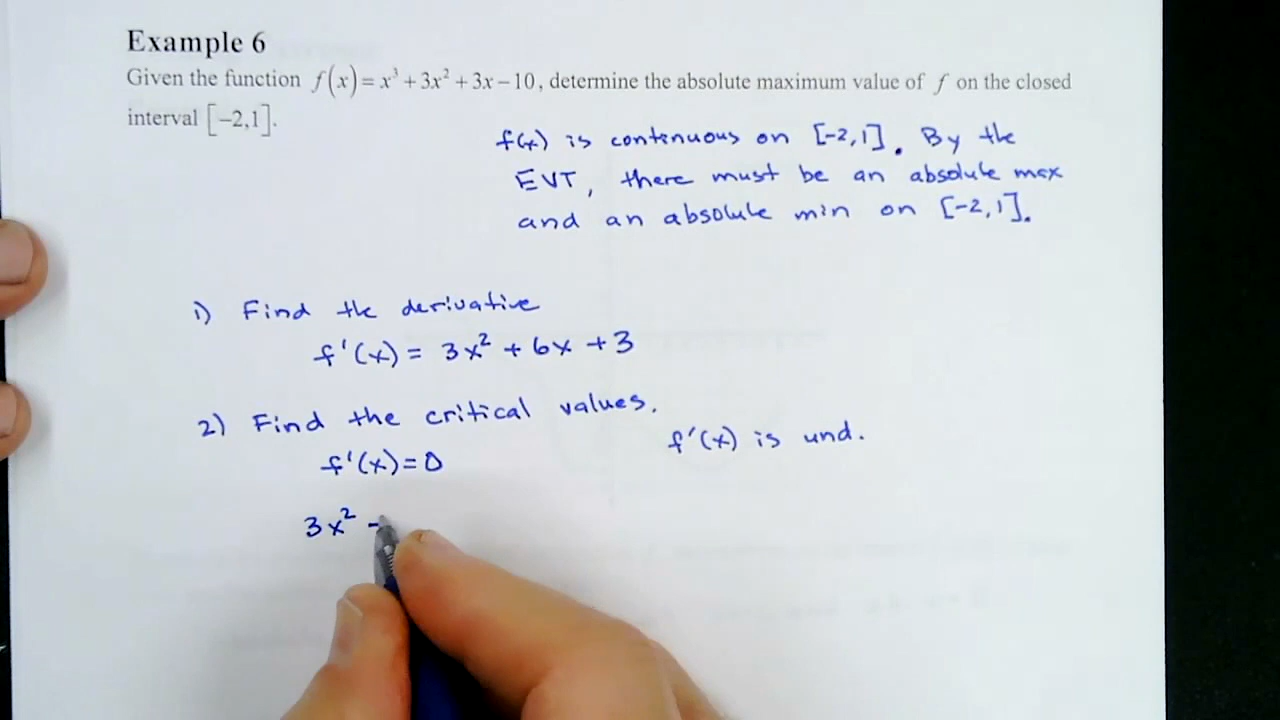 Example 6
Given the function f(x) = x³ + 3x² + 3x − 10, determine the absolute maximum value of f on the closed
interval [−2,1].
f(x) is continuous on [-2,1]. By the
EVT, there must be an absolute max
and an absolute min on [-2,1].
1) Find the derivative
f'(x) = 3x² + 6x + 3
2) Find the critical values.
f'(x) = 0
f'(x) is und.
3x² -